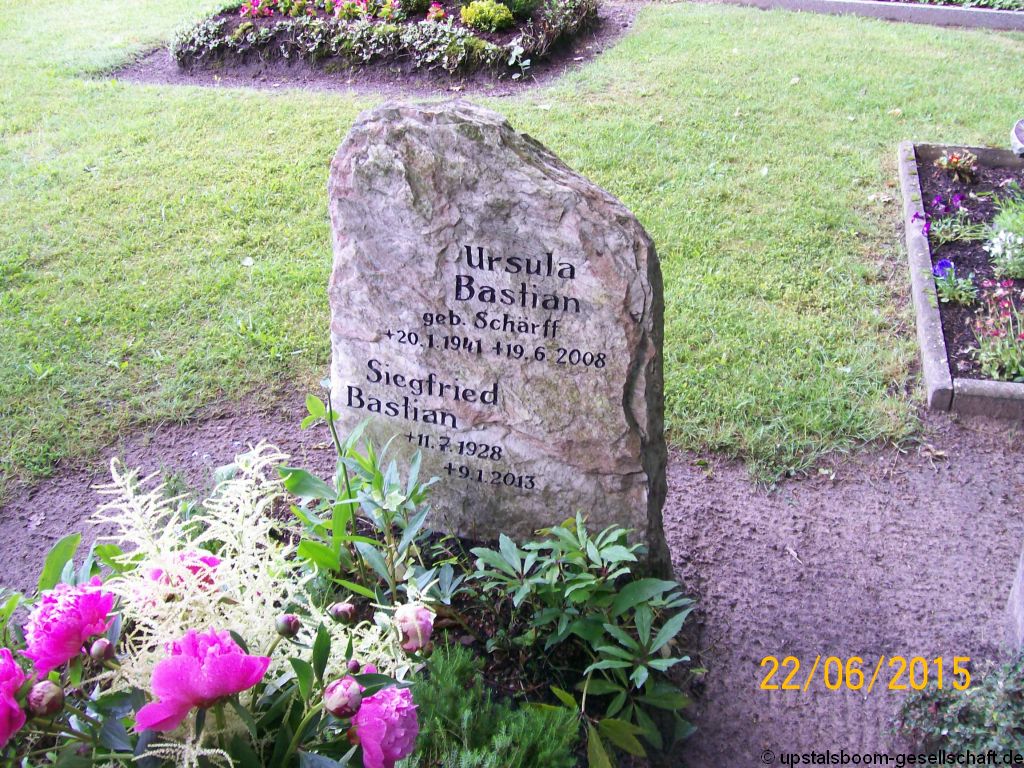 Ursula
Bastian
geb. Schärff
+20.1.1941 +19.6.2008
Siegfried
Bastian
+11.7.1928
+9.1.2013
22/06/2015
© upstalsboom-gesellschaft.de